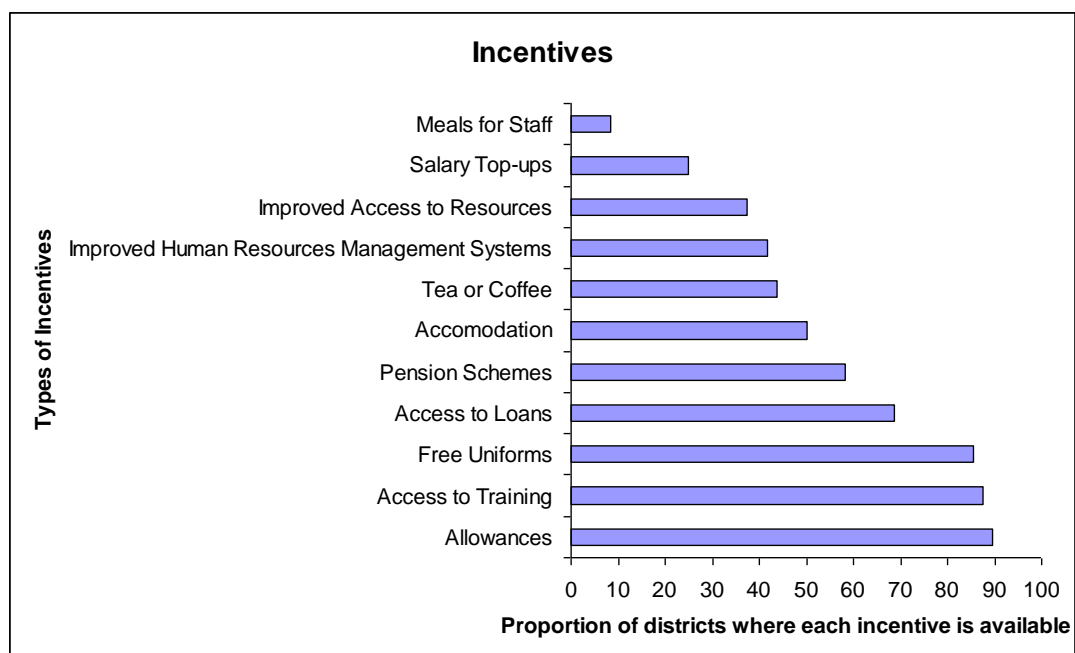 Incentives
Types of Incentives
Meals for Staff
Salary Top-ups
Improved Access to Resources
Improved Human Resources Management Systems
Tea or Coffee
Accomodation
Pension Schemes
Access to Loans
Free Uniforms
Access to Training
Allowances
0 10 20 30 40 50 60 70 80 90 100
Proportion of districts where each incentive is available